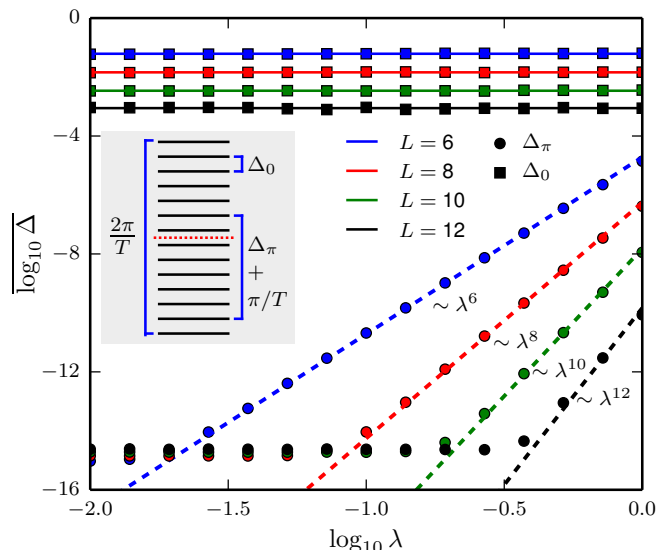 0
−4
−8
−12
−16
−2.0
−1.5
−1.0
−0.5
0.0
log₁₀ λ
log₁₀ Δ
L = 6
L = 8
L = 10
L = 12
Δπ
Δ0
2π
T
Δ0
Δπ
+
π/T
∼ λ⁶
∼ λ⁸
∼ λ¹⁰
∼ λ¹²